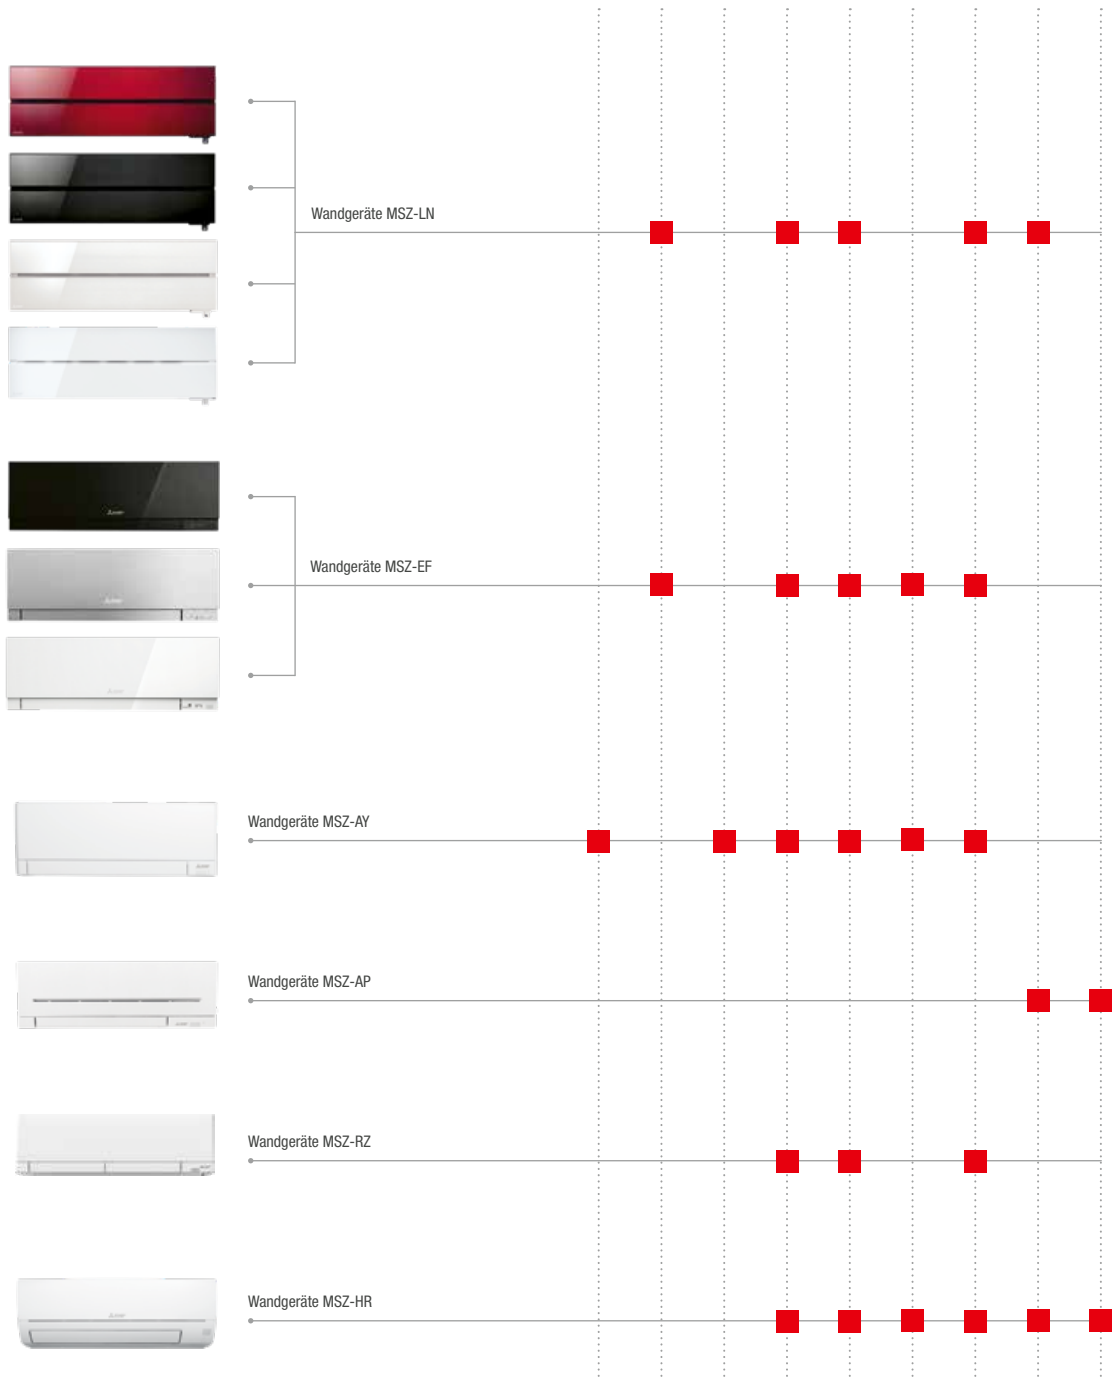 Wandgeräte MSZ-LN
Wandgeräte MSZ-EF
Wandgeräte MSZ-AY
Wandgeräte MSZ-AP
Wandgeräte MSZ-RZ
Wandgeräte MSZ-HR